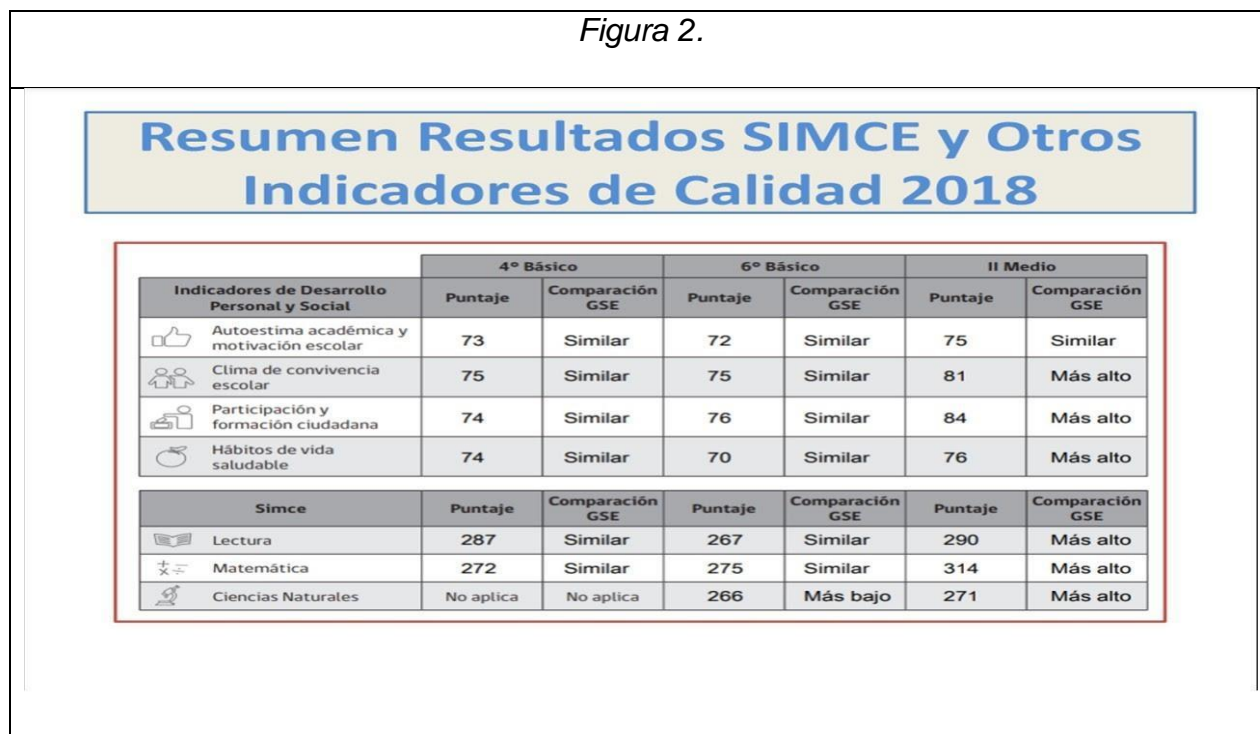 Figura 2.
Resumen Resultados SIMCE y Otros
Indicadores de Calidad 2018
4º Básico 6º Básico II Medio
Indicadores de Desarrollo Personal y Social Puntaje Comparación GSE Puntaje Comparación GSE Puntaje Comparación GSE
Autoestima académica y motivación escolar 73 Similar 72 Similar 75 Similar
Clima de convivencia escolar 75 Similar 75 Similar 81 Más alto
Participación y formación ciudadana 74 Similar 76 Similar 84 Más alto
Hábitos de vida saludable 74 Similar 70 Similar 76 Más alto
Simce Puntaje Comparación GSE Puntaje Comparación GSE Puntaje Comparación GSE
Lectura 287 Similar 267 Similar 290 Más alto
Matemática 272 Similar 275 Similar 314 Más alto
Ciencias Naturales No aplica No aplica 266 Más bajo 271 Más alto